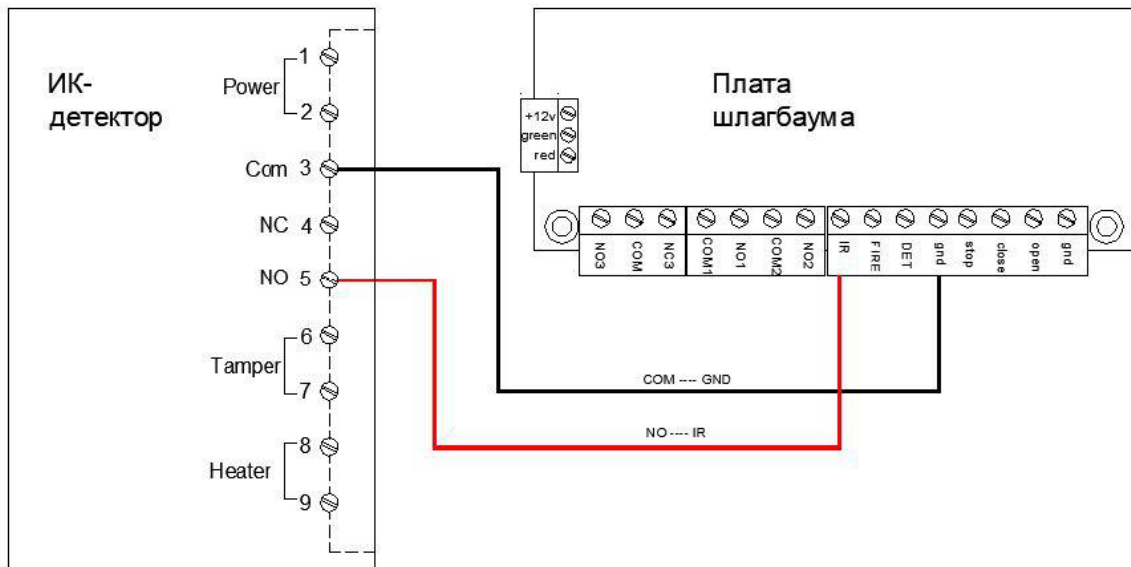 ИК-
детектор
Power
1
2
Com 3
NC 4
NO 5
Tamper
6
7
Heater
8
9
Плата
шлагбаума
+12v
green
red
NO3
COM
NC3
COM1
NO1
COM2
NO2
IR
FIRE
DET
gnd
stop
close
open
gnd
COM ---- GND
NO ---- IR